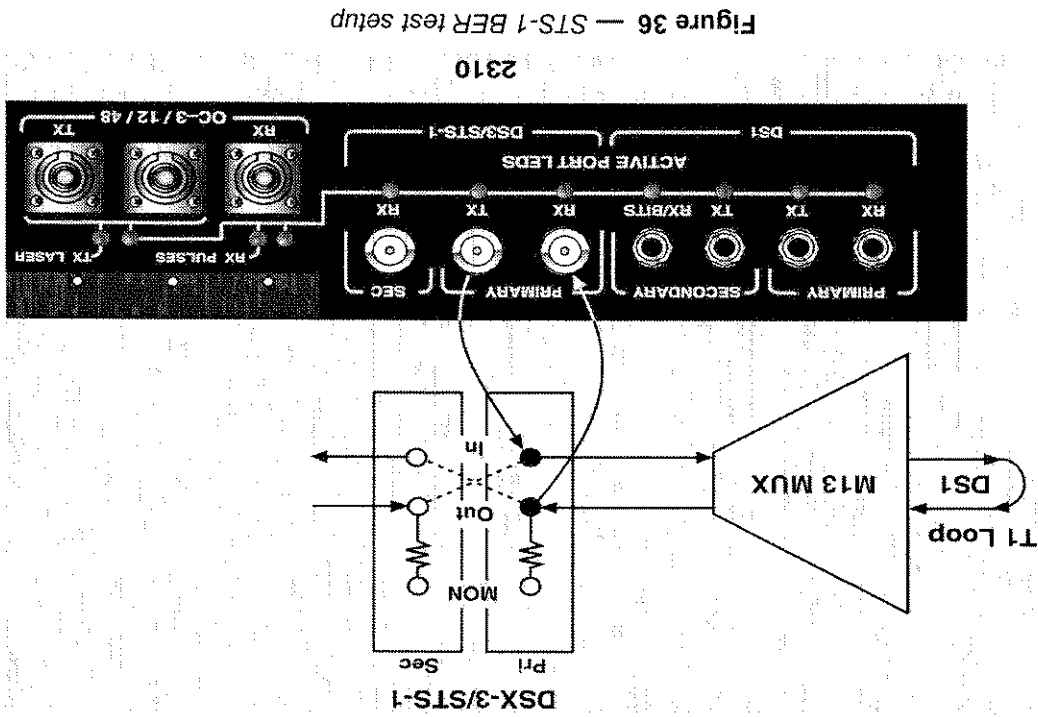 DSX-3/STS-1
Pri
Sec
MON
T1 Loop
Out
DS1
M13 MUX
In
PRIMARY
SECONDARY
PRIMARY
SEC
RX PULSES
TX LASER
RX
TX
TX
RX/BITS
RX
TX
RX
ACTIVE PORT LEDS
DS1
DS3/STS-1
RX
TX
OC-3 / 12 / 48
2310
Figure 36 — STS-1 BER test setup